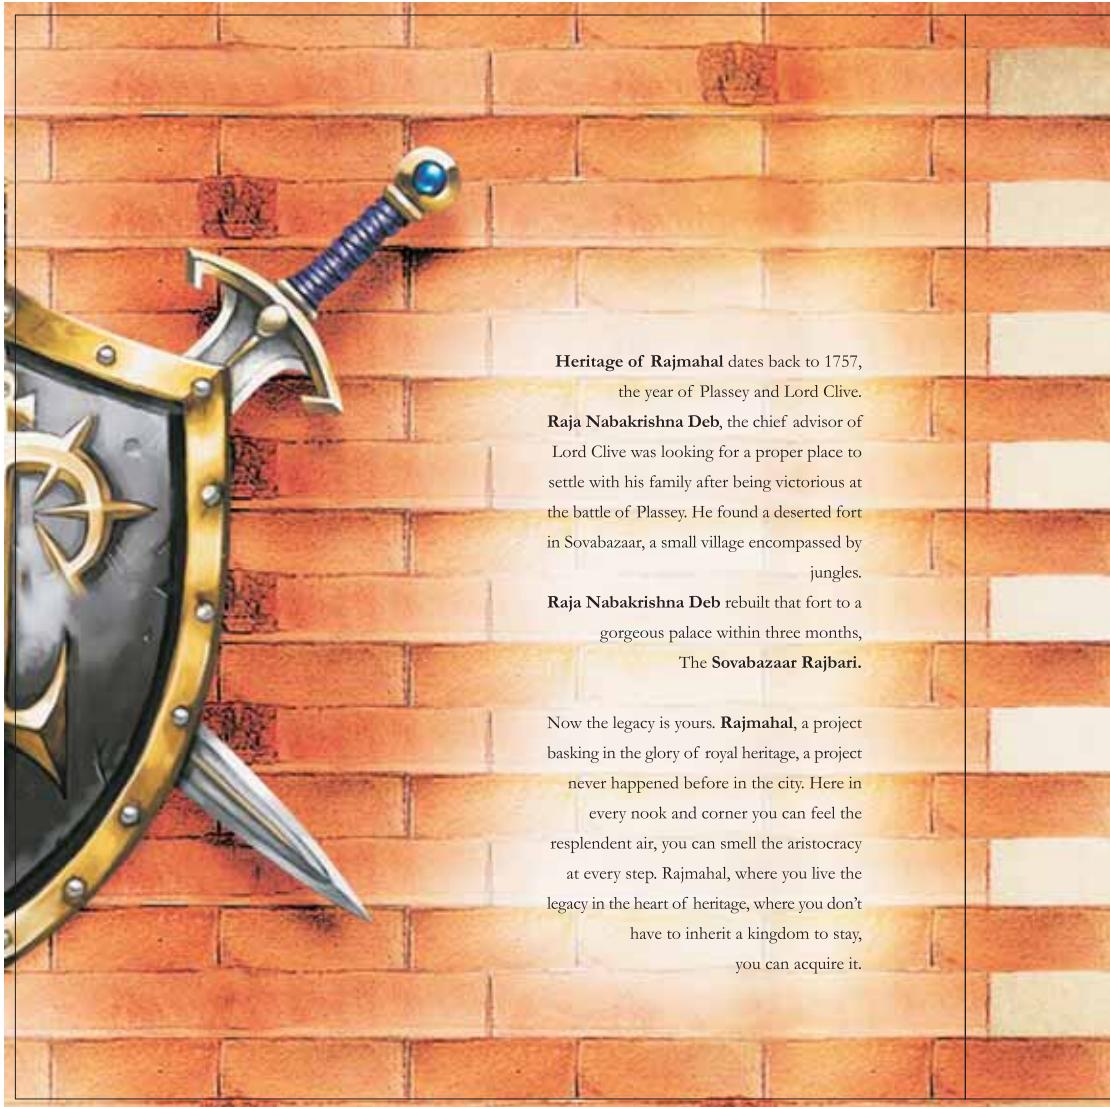 Heritage of Rajmahal dates back to 1757,
the year of Plassey and Lord Clive.
Raja Nabakrishna Deb, the chief advisor of
Lord Clive was looking for a proper place to
settle with his family after being victorious at
the battle of Plassey. He found a deserted fort
in Sovabazaar, a small village encompassed by
jungles.
Raja Nabakrishna Deb rebuilt that fort to a
gorgeous palace within three months,
The Sovabazaar Rajbari.
Now the legacy is yours. Rajmahal, a project
basking in the glory of royal heritage, a project
never happened before in the city. Here in
every nook and corner you can feel the
resplendent air, you can smell the aristocracy
at every step. Rajmahal, where you live the
legacy in the heart of heritage, where you don’t
have to inherit a kingdom to stay,
you can acquire it.